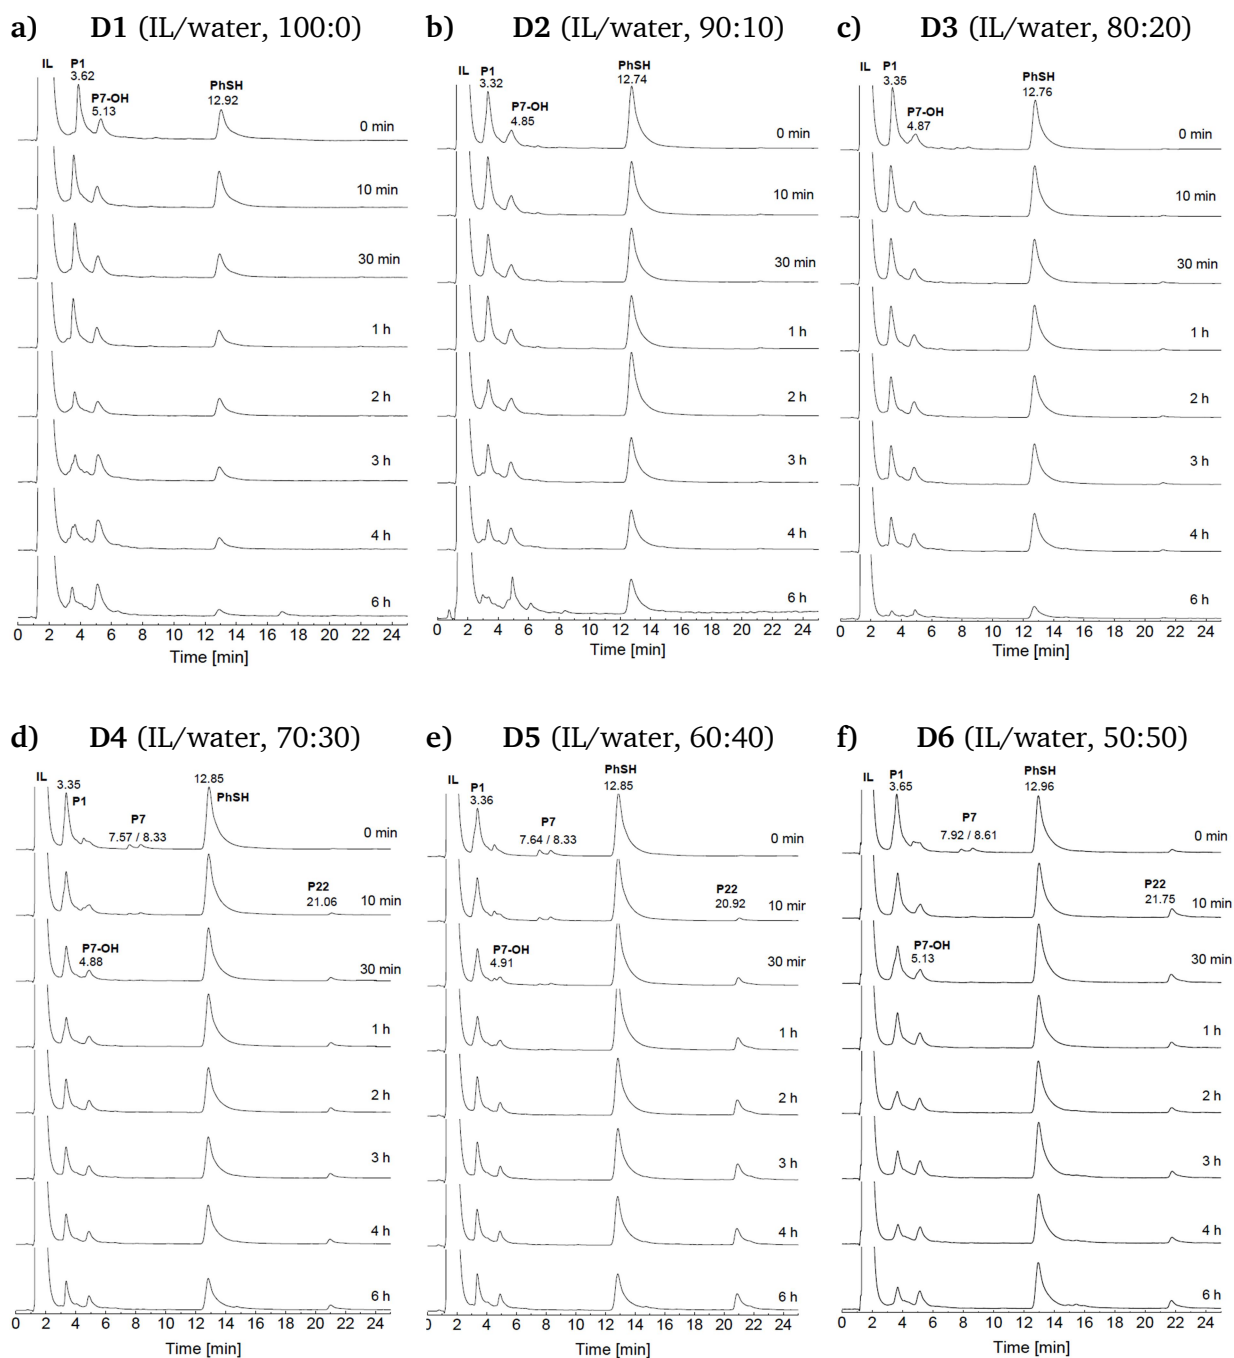 a) D1 (IL/water, 100:0)
IL P1
3.62
P7-OH
5.13
PhSH
12.92
0 min
10 min
30 min
1 h
2 h
3 h
4 h
6 h
0 2 4 6 8 10 12 14 16 18 20 22 24
Time [min]
b) D2 (IL/water, 90:10)
IL P1
3.32
P7-OH
4.85
PhSH
12.74
0 min
10 min
30 min
1 h
2 h
3 h
4 h
6 h
0 2 4 6 8 10 12 14 16 18 20 22 24
Time [min]
c) D3 (IL/water, 80:20)
IL P1
3.35
P7-OH
4.87
PhSH
12.76
0 min
10 min
30 min
1 h
2 h
3 h
4 h
6 h
0 2 4 6 8 10 12 14 16 18 20 22 24
Time [min]
d) D4 (IL/water, 70:30)
IL 3.35
P1
7.57 / 8.33
P7
12.85
PhSH
0 min
P22
21.06
10 min
P7-OH
4.88
30 min
1 h
2 h
3 h
4 h
6 h
0 2 4 6 8 10 12 14 16 18 20 22 24
Time [min]
e) D5 (IL/water, 60:40)
IL P1
3.36
P7
7.64 / 8.33
PhSH
12.85
0 min
P22
20.92
10 mir
P7-OH
4.91
30 mir
1 h
2 h
3 h
4 h
6 h
0 2 4 6 8 10 12 14 16 18 20 22 24
Time [min]
f) D6 (IL/water, 50:50)
IL P1
3.65
P7
7.92 / 8.61
PhSH
12.96
0 min
P22
21.75
10 min
P7-OH
5.13
30 min
1 h
2 h
3 h
4 h
6 h
0 2 4 6 8 10 12 14 16 18 20 22 24
Time [min]